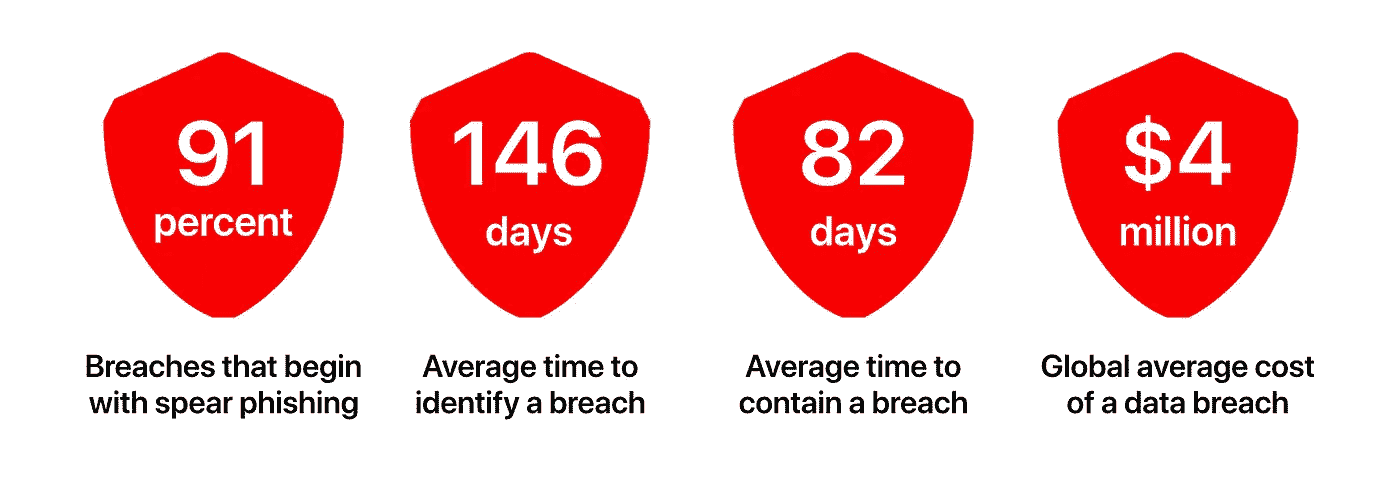 91
percent
Breaches that begin
with spear phishing
146
days
Average time to
identify a breach
82
days
Average time to
contain a breach
$4
million
Global average cost
of a data breach